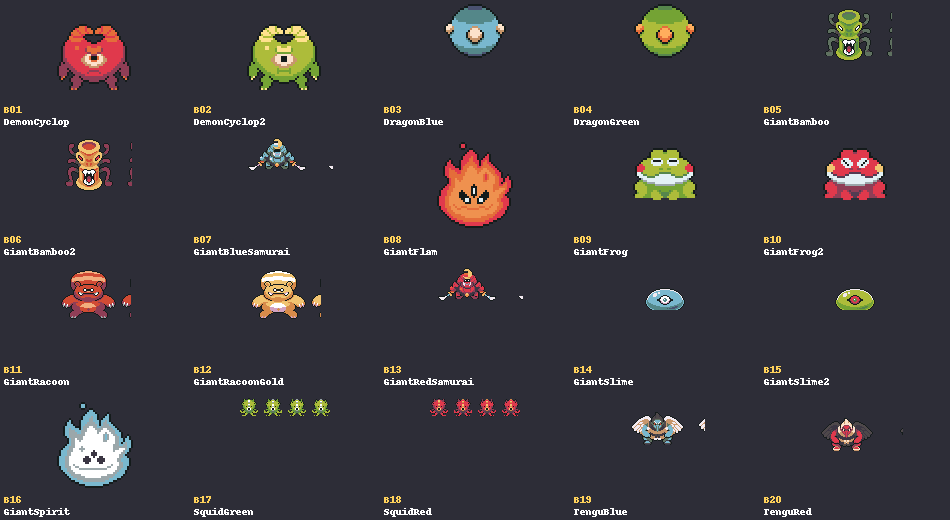 B01
DemonCyclop
B02
DemonCyclop2
B03
DragonBlue
B04
DragonGreen
B05
GiantBamboo
B06
GiantBamboo2
B07
GiantBlueSamurai
B08
GiantFlam
B09
GiantFrog
B10
GiantFrog2
B11
GiantRacoon
B12
GiantRacoonGold
B13
GiantRedSamurai
B14
GiantSlime
B15
GiantSlime2
B16
GiantSpirit
B17
SquidGreen
B18
SquidRed
B19
TenguBlue
B20
TenguRed